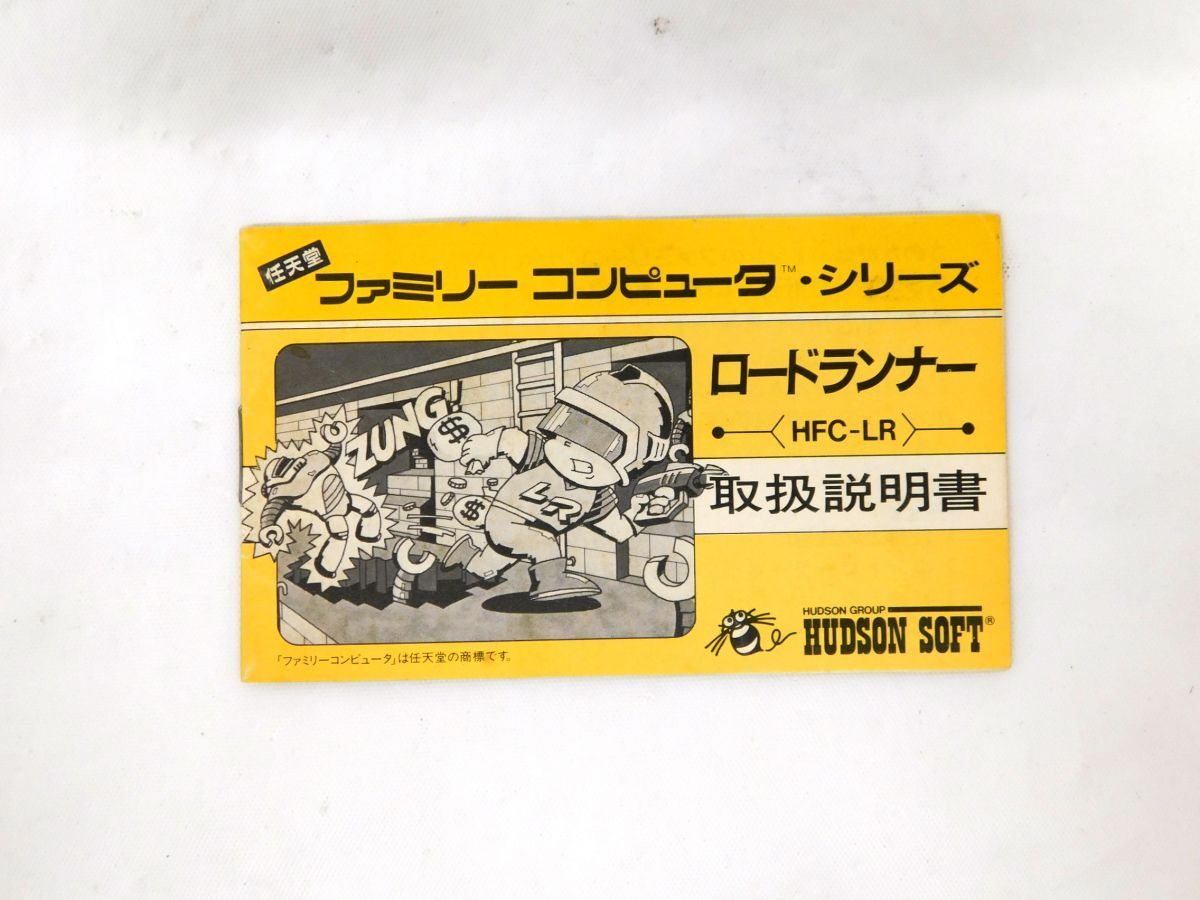 任天堂
ファミリー コンピュータ™・シリーズ
ロードランナー
HFC-LR
取扱説明書
ZUNG!
$
LR
$
HUDSON GROUP
HUDSON SOFT®
「ファミリーコンピュータ」は任天堂の商標です。